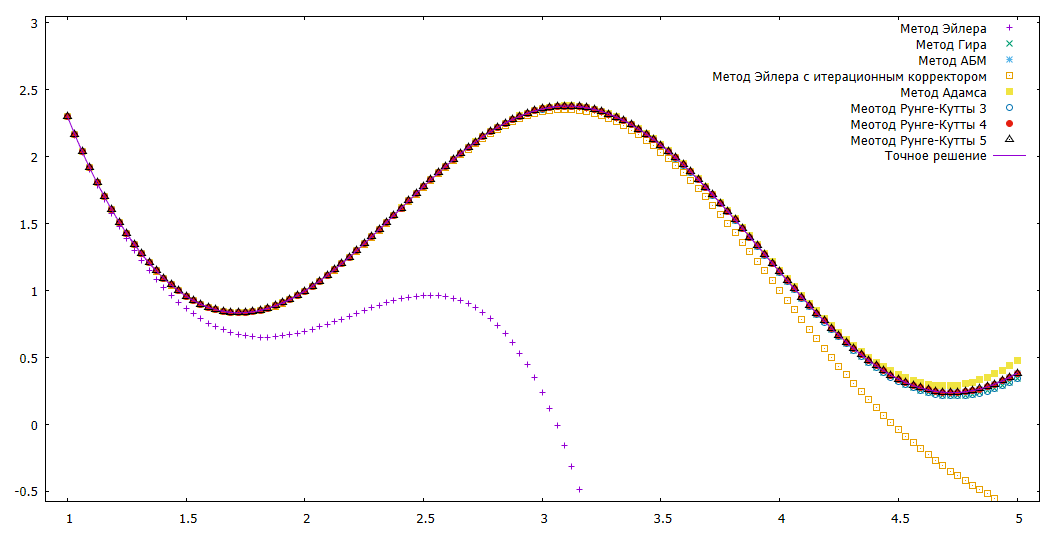 3
2.5
2
1.5
1
0.5
0
-0.5
1
1.5
2
2.5
3
3.5
4
4.5
5
Метод Эйлера
Метод Гира
Метод АБМ
Метод Эйлера с итерационным корректором
Метод Адамса
Меотод Рунге-Кутты 3
Меотод Рунге-Кутты 4
Меотод Рунге-Кутты 5
Точное решение